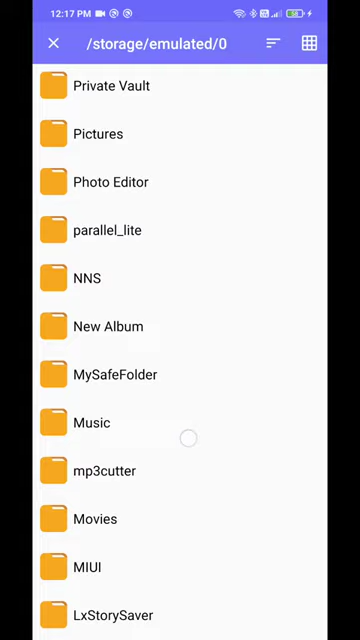 12:17 PM
58
/storage/emulated/0
Private Vault
Pictures
Photo Editor
parallel_lite
NNS
New Album
MySafeFolder
Music
mp3cutter
Movies
MIUI
LxStorySaver